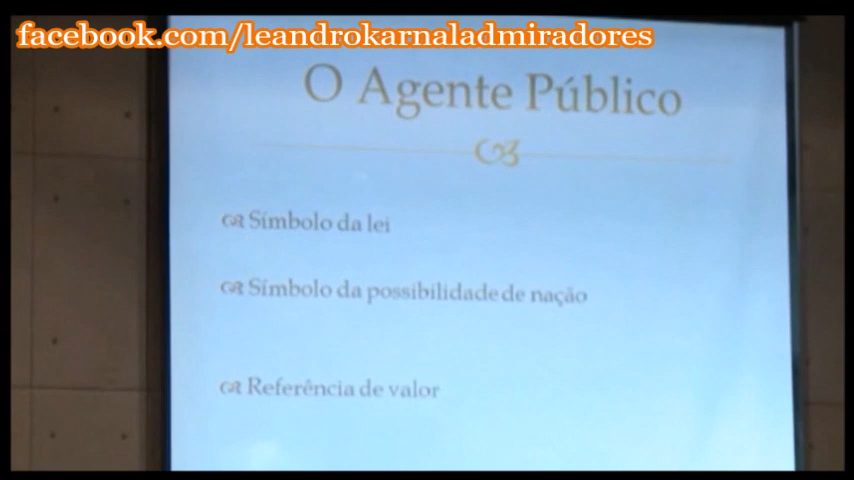 facebook.com/leandrokarnaladmiradores
O Agente Público
Símbolo da lei
Símbolo da possibilidade de nação
Referência de valor